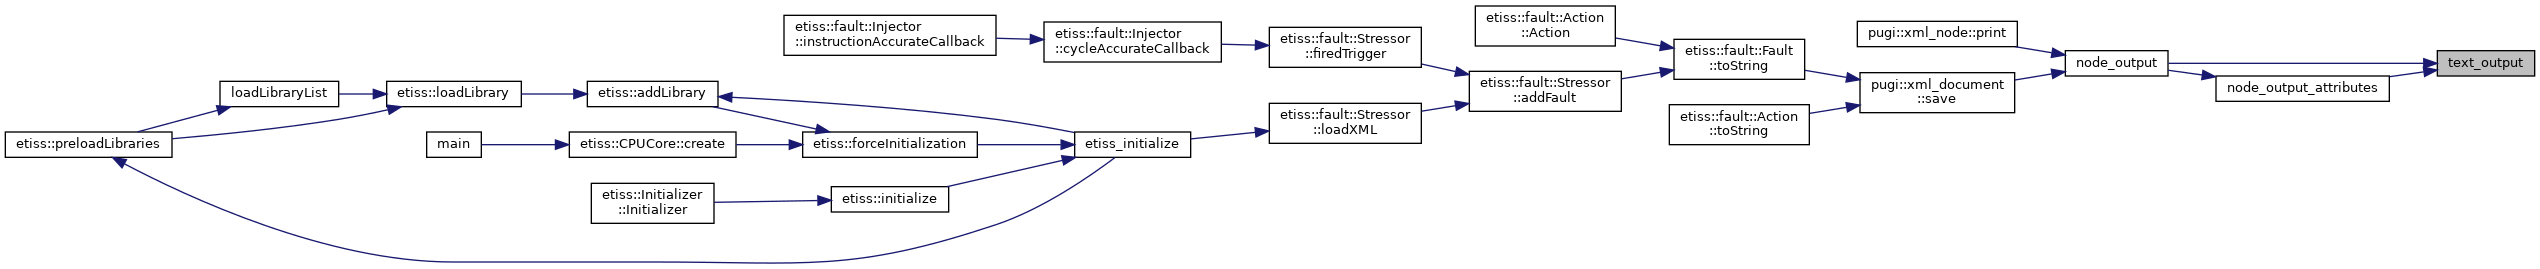 etiss::preloadLibraries
loadLibraryList
etiss::loadLibrary
main
etiss::addLibrary
etiss::CPUCore::create
etiss::Initializer
::Initializer
etiss::fault::Injector
::instructionAccurateCallback
etiss::forceInitialization
etiss::initialize
etiss::fault::Injector
::cycleAccurateCallback
etiss_initialize
etiss::fault::Stressor
::firedTrigger
etiss::fault::Stressor
::loadXML
etiss::fault::Action
::Action
etiss::fault::Stressor
::addFault
etiss::fault::Fault
::toString
etiss::fault::Action
::toString
pugi::xml_node::print
pugi::xml_document
::save
node_output
node_output_attributes
text_output